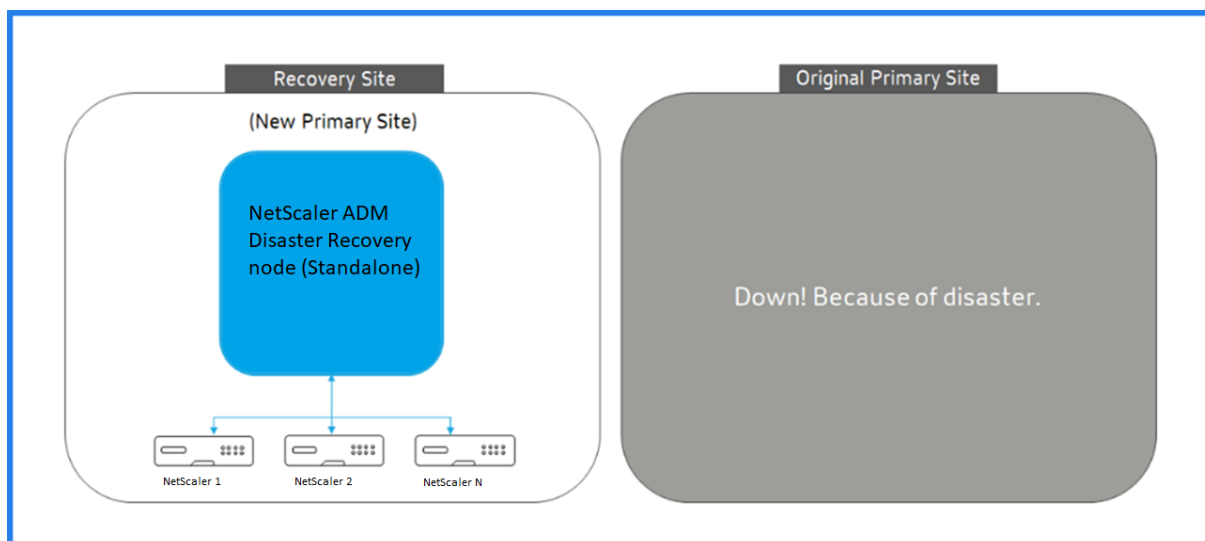 Recovery Site
(New Primary Site)
NetScaler ADM
Disaster Recovery
node (Standalone)
NetScaler 1
NetScaler 2
NetScaler N
Original Primary Site
Down! Because of disaster.